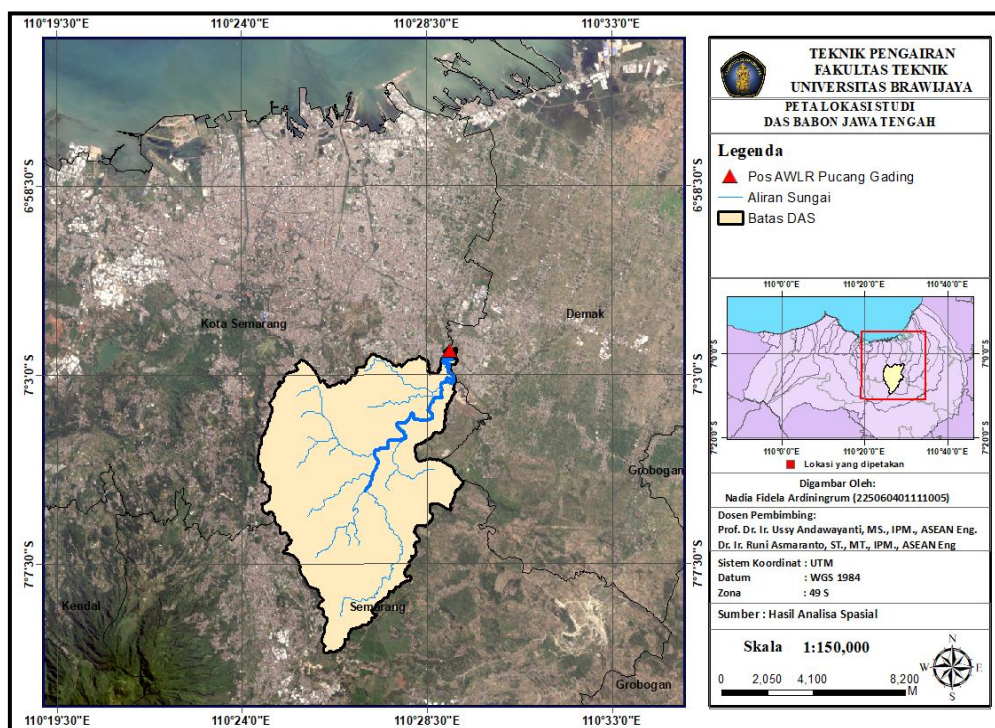 110°19'30"E 110°24'0"E 110°28'30"E 110°33'0"E
6°58'30"S
7°3'0"S
7°7'30"S
6°58'30"S
7°3'0"S
7°7'30"S
Kota Semarang
Demak
Grobogan
Kendal
Semarang
Grobogan
110°19'30"E 110°24'0"E 110°28'30"E 110°33'0"E
TEKNIK PENGAIRAN
FAKULTAS TEKNIK
UNIVERSITAS BRAWIJAYA
PETA LOKASI STUDI
DAS BABON JAWA TENGAH
Legenda
Pos AWLR Pucang Gading
Aliran Sungai
Batas DAS
110°0'0"E 110°20'0"E 110°40'0"E
7°0'0"S
7°20'0"S
7°0'0"S
7°20'0"S
110°0'0"E 110°20'0"E 110°40'0"E
Lokasi yang dipetakan
Digambar Oleh:
Nadia Fidela Ardiningrum (225060401111005)
Dosen Pembimbing:
Prof. Dr. Ir. Ussy Andawayanti, MS., IPM., ASEAN Eng.
Dr. Ir. Runi Asmaranto, ST., MT., IPM., ASEAN Eng
Sistem Koordinat : UTM
Datum : WGS 1984
Zona : 49 S
Sumber : Hasil Analisa Spasial
Skala 1:150,000
0 2,050 4,100 8,200
M
N
W E
S